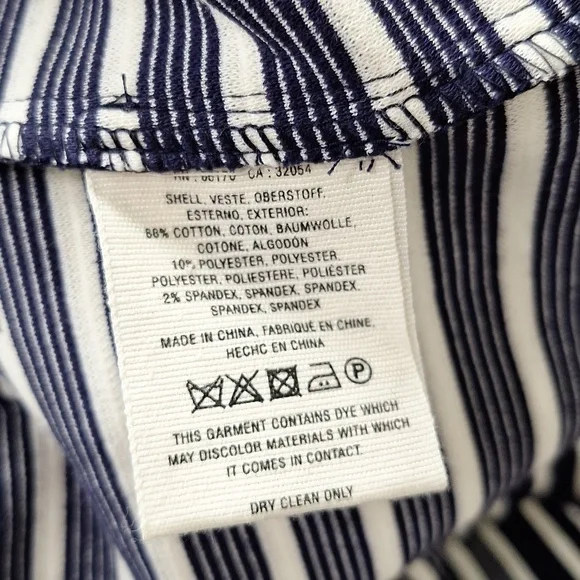 CA : 32054
SHELL, VESTE, OBERSTOFF,
ESTERNO, EXTERIOR:
88% COTTON, COTON, BAUMWOLLE,
COTONE, ALGODÓN
10% POLYESTER, POLYESTER,
POLYESTER, POLIESTERE, POLIÉSTER
2% SPANDEX, SPANDEX, SPANDEX,
SPANDEX, SPANDEX
MADE IN CHINA, FABRIQUÉ EN CHINE,
HECHC EN CHINA
P
THIS GARMENT CONTAINS DYE WHICH
MAY DISCOLOR MATERIALS WITH WHICH
IT COMES IN CONTACT.
DRY CLEAN ONLY